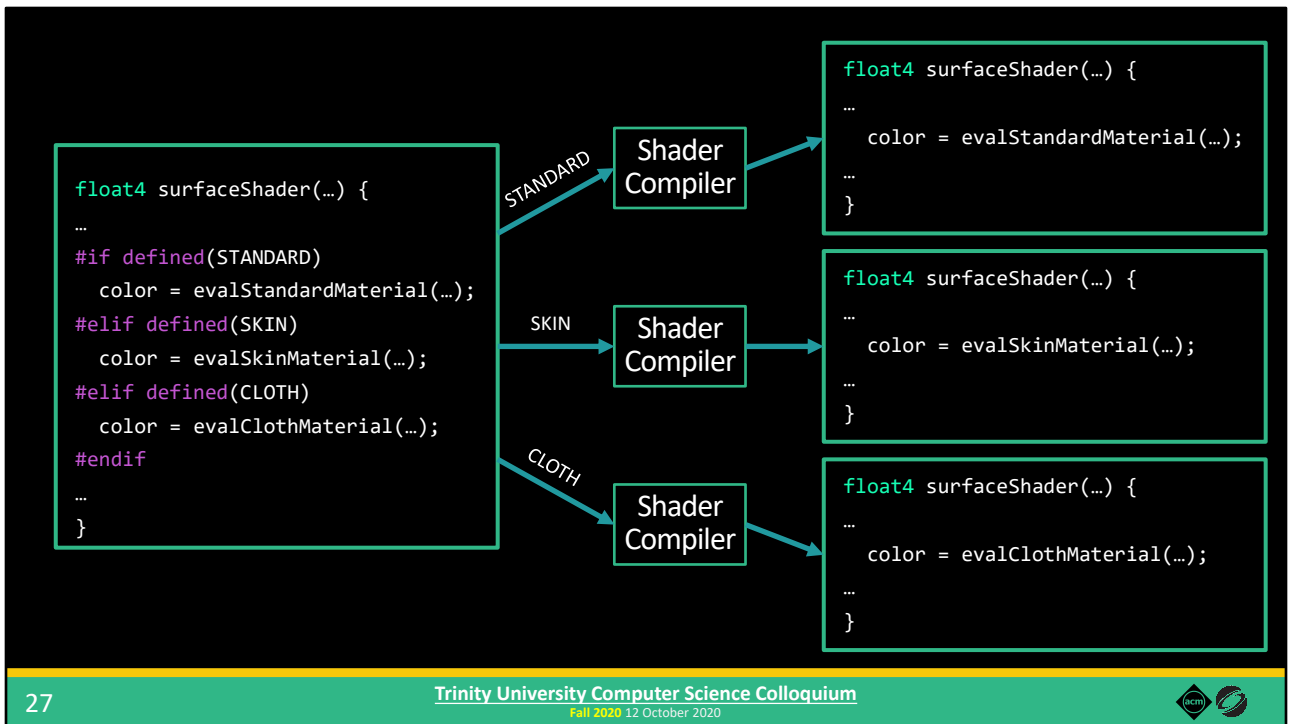 float4 surfaceShader(…) {
…
#if defined(STANDARD)
color = evalStandardMaterial(…);
#elif defined(SKIN)
color = evalSkinMaterial(…);
#elif defined(CLOTH)
color = evalClothMaterial(…);
#endif
…
}
STANDARD
Shader
Compiler
SKIN
Shader
Compiler
CLOTH
Shader
Compiler
float4 surfaceShader(…) {
…
color = evalStandardMaterial(…);
…
}
float4 surfaceShader(…) {
…
color = evalSkinMaterial(…);
…
}
float4 surfaceShader(…) {
…
color = evalClothMaterial(…);
…
}
27
Trinity University Computer Science Colloquium
Fall 2020 12 October 2020
acm